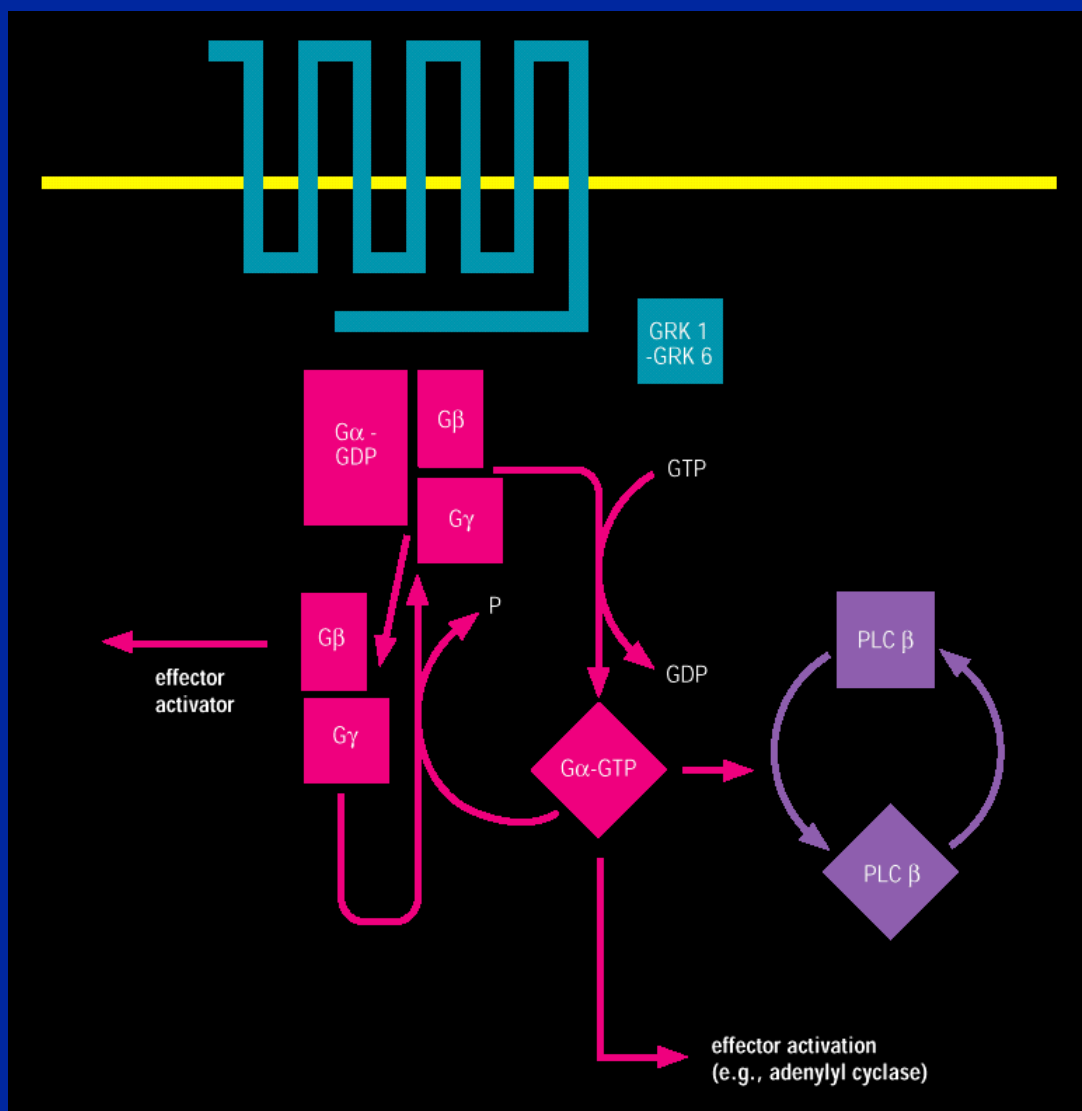 GRK 1
-GRK 6
Gα -
GDP
Gβ
Gγ
GTP
P
GDP
Gβ
Gγ
effector
activator
PLC β
Gα-GTP
PLC β
effector activation
(e.g., adenylyl cyclase)